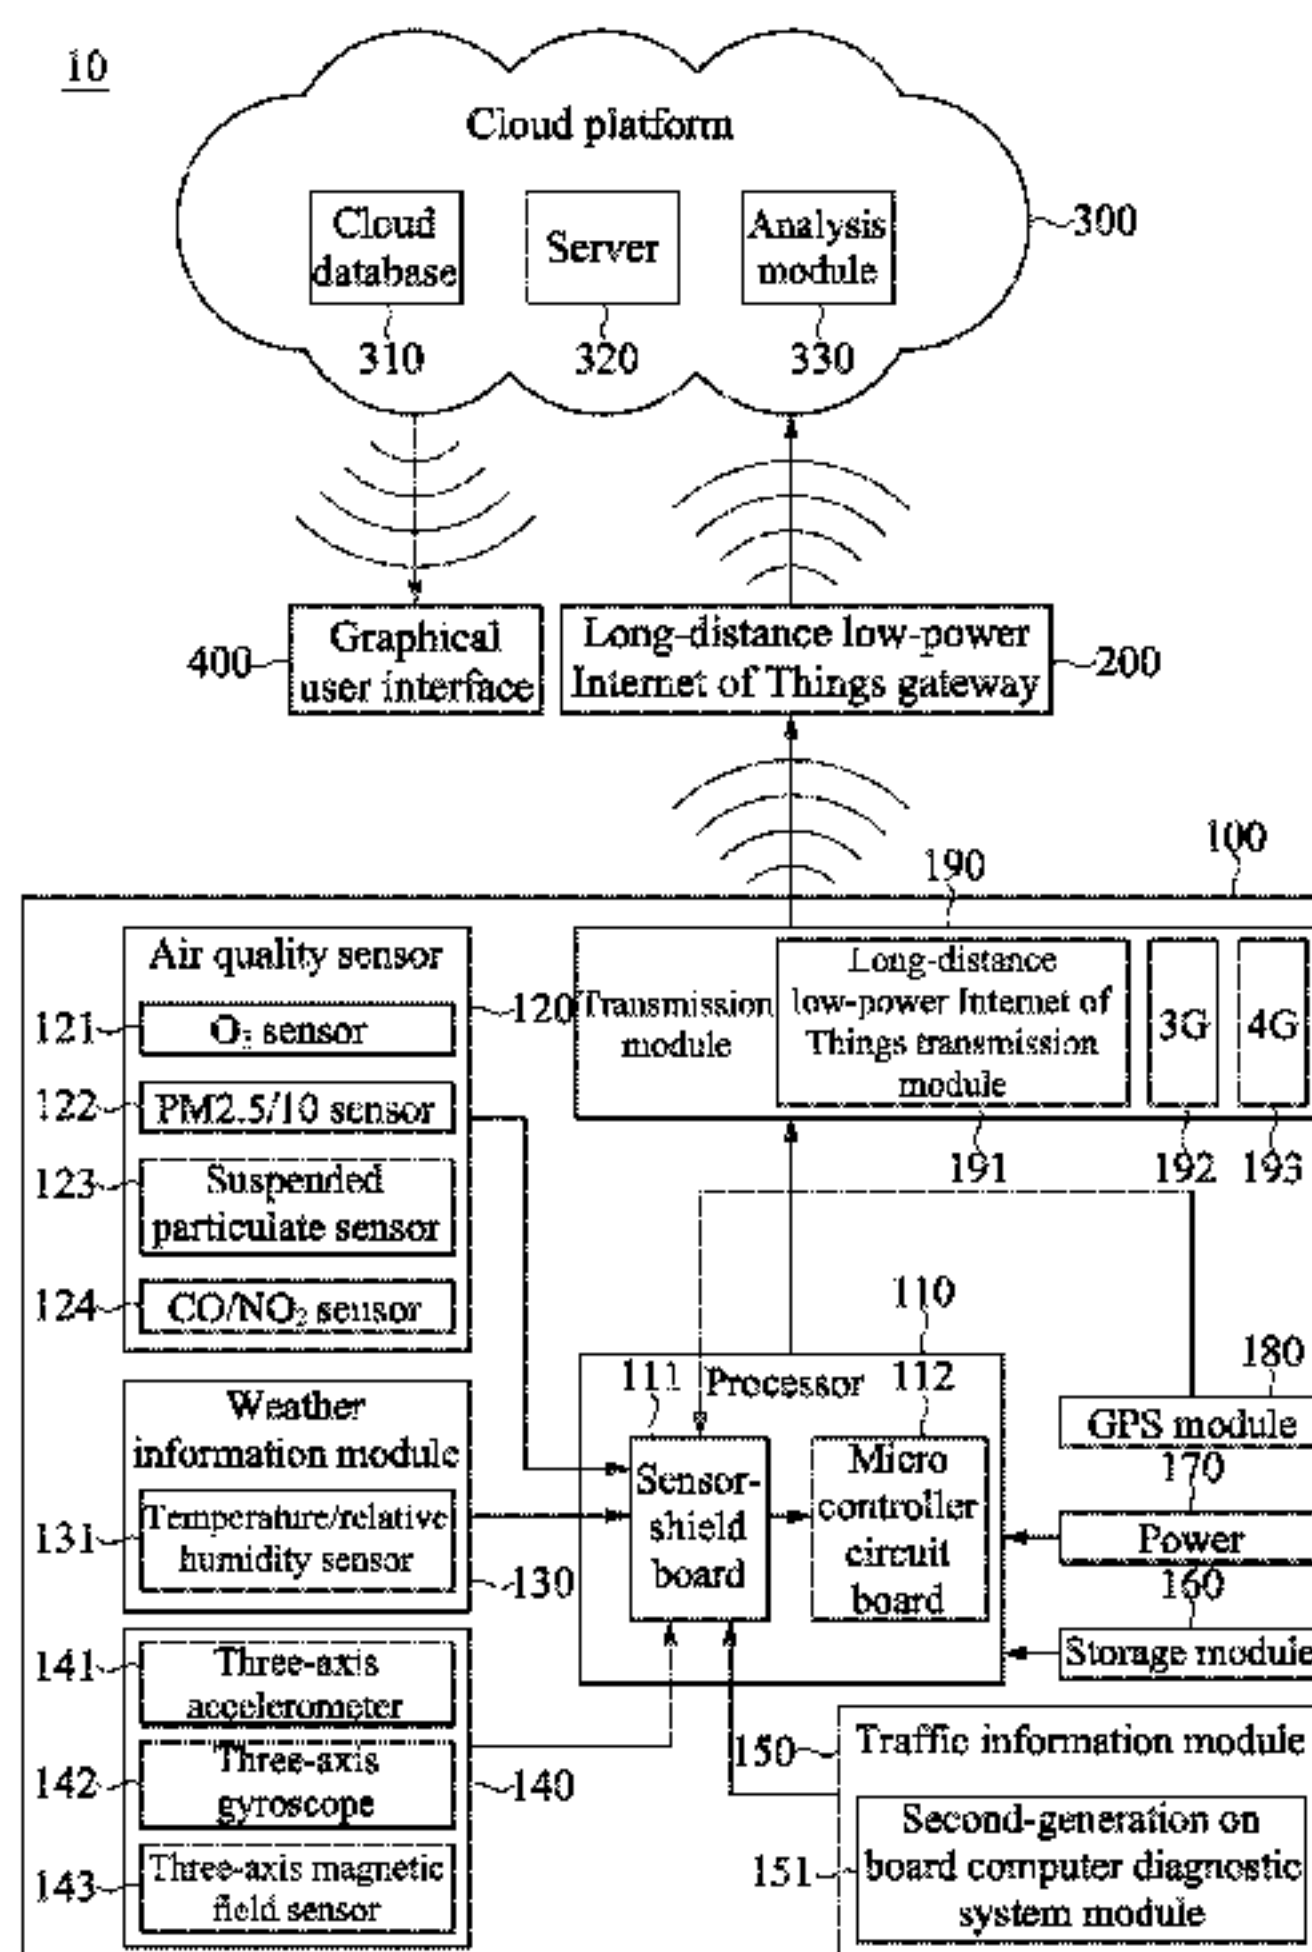 10
Cloud platform
Cloud
database
Server
Analysis
module
300
310
320
330
400
Graphical
user interface
Long-distance low-power
Internet of Things gateway
200
100
190
Air quality sensor
120
121
O3 sensor
122
PM2.5/10 sensor
123
Suspended
particulate sensor
124
CO/NO2 sensor
Transmission
module
Long-distance
low-power Internet of
Things transmission
module
3G
4G
191
192
193
110
111
Processor
112
180
GPS module
170
Power
160
Storage module
Weather
information module
131
Temperature/relative
humidity sensor
130
Sensor-
shield
board
Micro
controller
circuit
board
141
Three-axis
accelerometer
142
Three-axis
gyroscope
140
143
Three-axis magnetic
field sensor
150
Traffic information module
151
Second-generation on
board computer diagnostic
system module